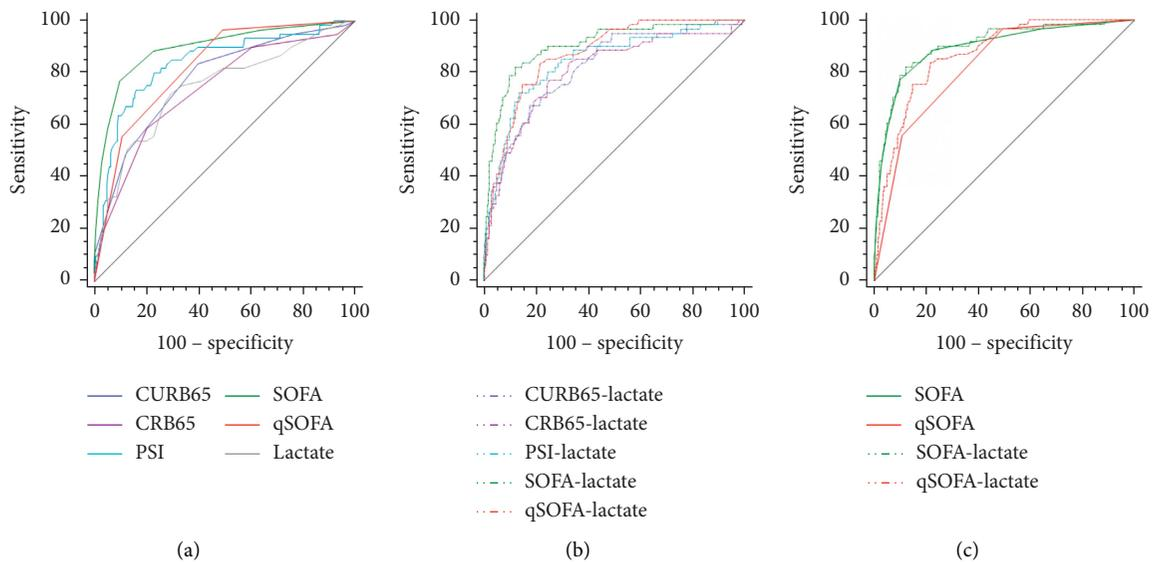 100
80
60
40
20
0
Sensitivity
0 20 40 60 80 100
100 – specificity
CURB65 SOFA
CRB65 qSOFA
PSI Lactate
(a)
100
80
60
40
20
0
Sensitivity
0 20 40 60 80 100
100 – specificity
CURB65-lactate
CRB65-lactate
PSI-lactate
SOFA-lactate
qSOFA-lactate
(b)
100
80
60
40
20
0
Sensitivity
0 20 40 60 80 100
100 – specificity
SOFA
qSOFA
SOFA-lactate
qSOFA-lactate
(c)